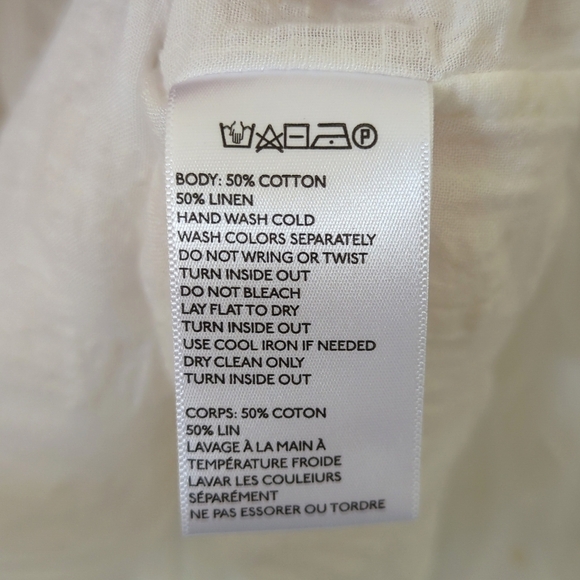 P
BODY: 50% COTTON
50% LINEN
HAND WASH COLD
WASH COLORS SEPARATELY
DO NOT WRING OR TWIST
TURN INSIDE OUT
DO NOT BLEACH
LAY FLAT TO DRY
TURN INSIDE OUT
USE COOL IRON IF NEEDED
DRY CLEAN ONLY
TURN INSIDE OUT
CORPS: 50% COTON
50% LIN
LAVAGE À LA MAIN À
TEMPÉRATURE FROIDE
LAVAR LES COULEIURS
SÉPARÉMENT
NE PAS ESSORER OU TORDRE